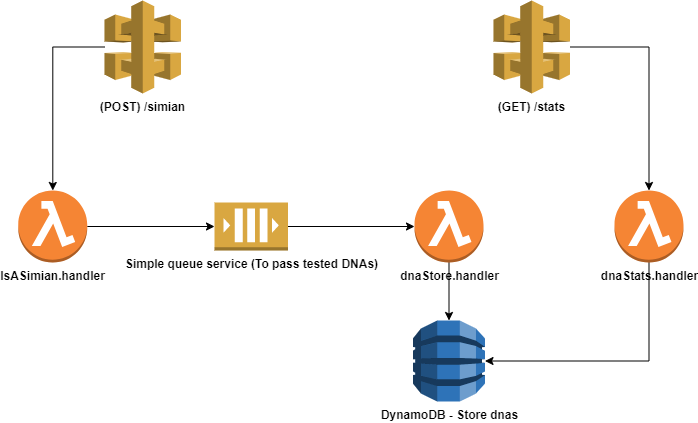 (POST) /simian
(GET) /stats
Simple queue service (To pass tested DNAs)
IsASimian.handler
dnaStore.handler
dnaStats.handler
DynamoDB - Store dnas